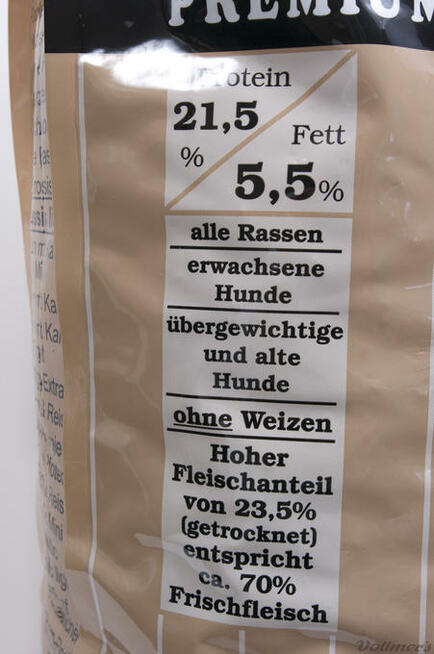 PREMIUM
Protein
21,5
%
Fett
5,5%
alle Rassen
erwachsene
Hunde
übergewichtige
und alte
Hunde
ohne Weizen
Hoher
Fleischanteil
von 23,5%
(getrocknet)
entspricht
ca. 70%
Frischfleisch
Vollmer's